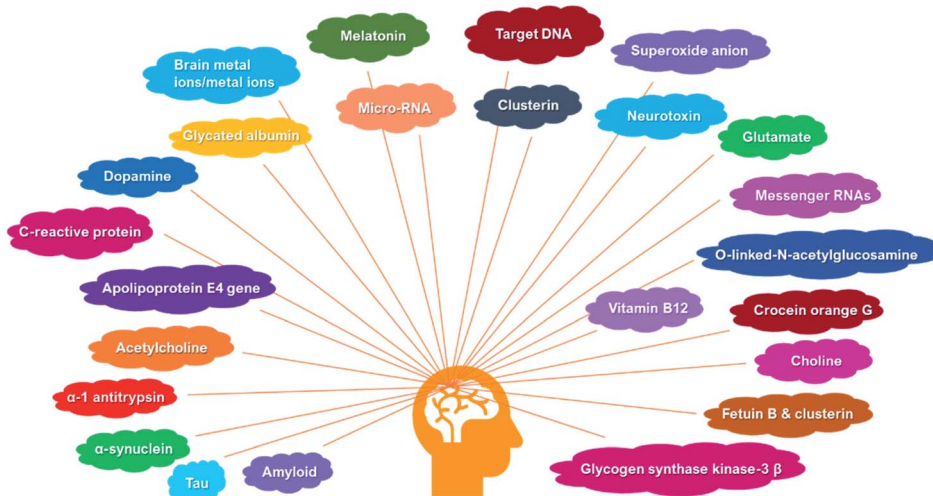 Melatonin
Target DNA
Superoxide anion
Brain metal
ions/metal ions
Micro-RNA
Clusterin
Neurotoxin
Glycated albumin
Glutamate
Dopamine
Messenger RNAs
C-reactive protein
O-linked-N-acetylglucosamine
Apolipoprotein E4 gene
Vitamin B12
Crocein orange G
Acetylcholine
Choline
α-1 antitrypsin
Fetuin B & clusterin
α-synuclein
Amyloid
Glycogen synthase kinase-3 β
Tau